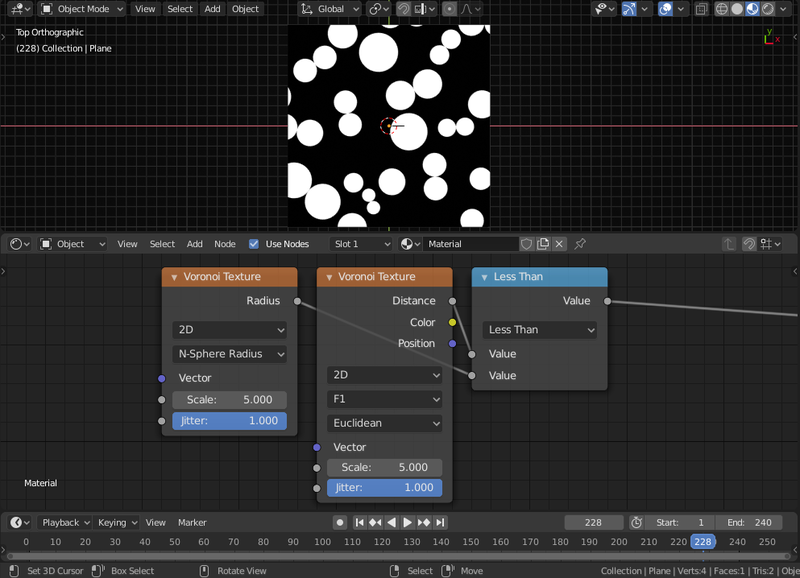 Object Mode View Select Add Object Global
Top Orthographic
(228) Collection | Plane
y
x
Object View Select Add Node Use Nodes Slot 1 Material
Voronoi Texture
Radius
2D
N-Sphere Radius
Vector
Scale: 5.000
Jitter: 1.000
Voronoi Texture
Distance
Color
Position
2D
F1
Euclidean
Vector
Scale: 5.000
Jitter: 1.000
Less Than
Value
Less Than
Value
Value
Material
Playback Keying View Marker 228 Start: 1 End: 240
0 10 20 30 40 50 60 70 80 90 100 110 120 130 140 150 160 170 180 190 200 210 220 228 240 250
Set 3D Cursor Box Select Rotate View Select Move Collection | Plane | Verts:4 | Faces:1 | Tris:2 | Obje